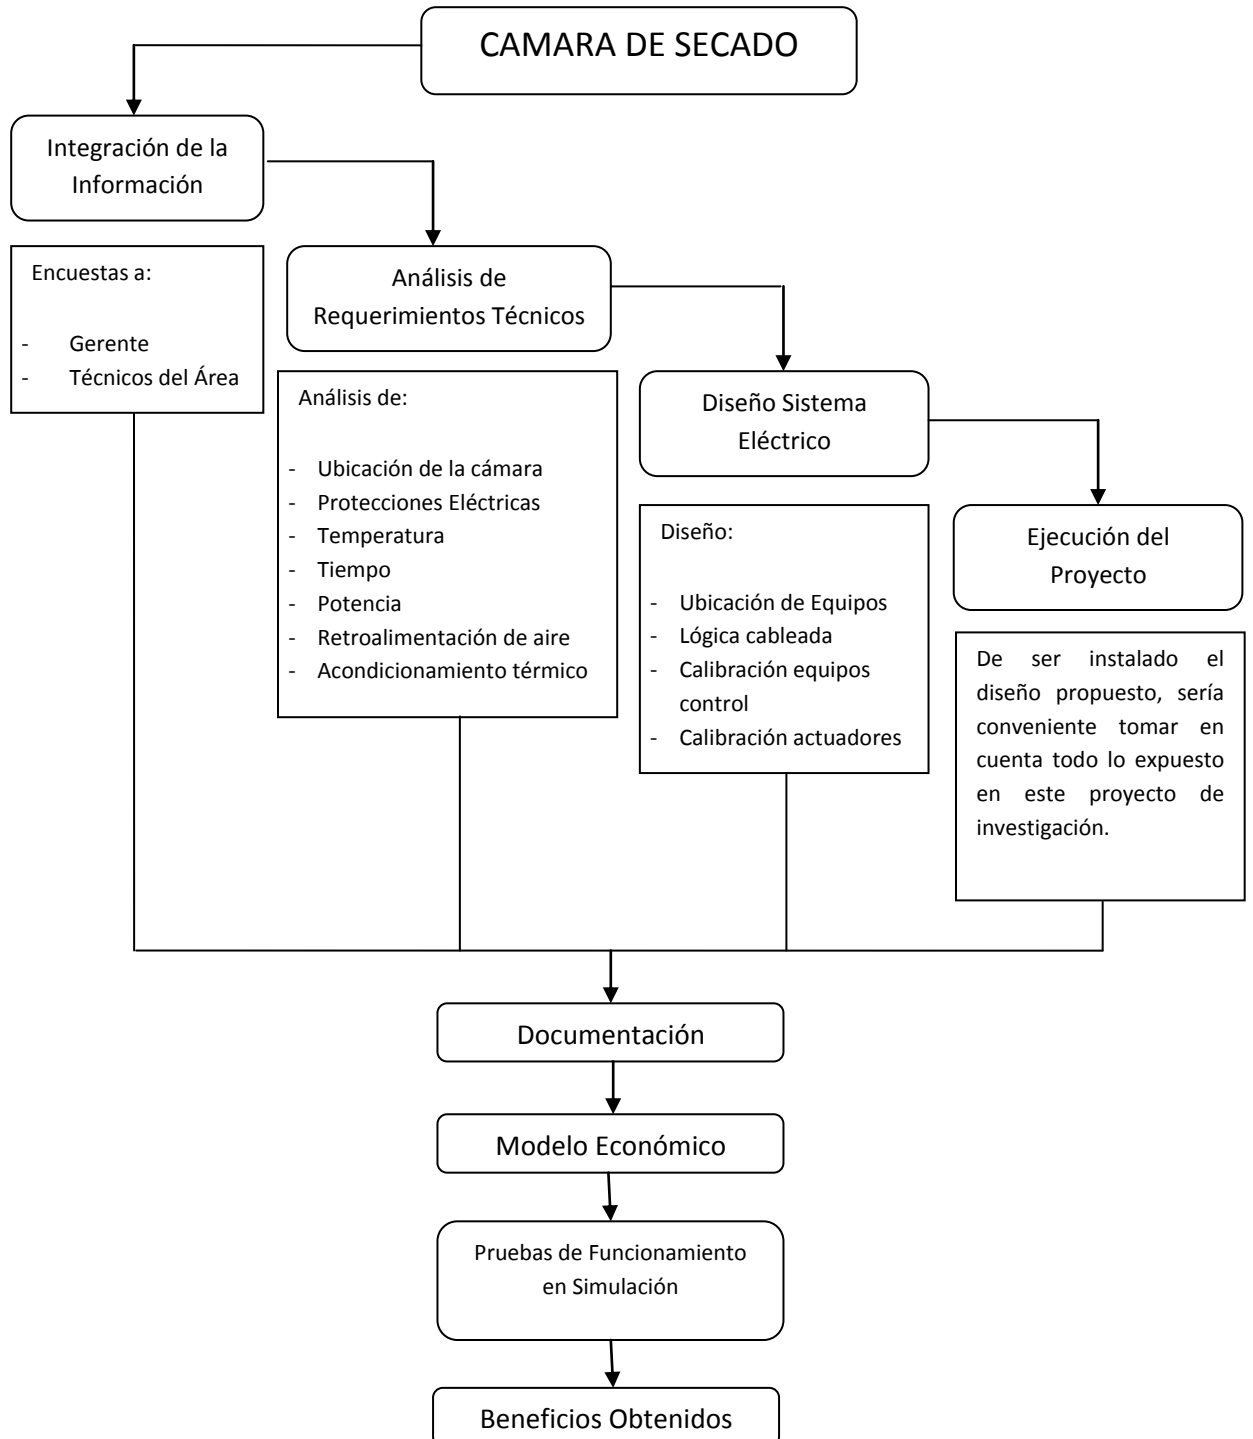 CAMARA DE SECADO
Integración de la
Información
Encuestas a:
- Gerente
- Técnicos del Área
Análisis de
Requerimientos Técnicos
Análisis de:
- Ubicación de la cámara
- Protecciones Eléctricas
- Temperatura
- Tiempo
- Potencia
- Retroalimentación de aire
- Acondicionamiento térmico
Diseño Sistema
Eléctrico
Diseño:
- Ubicación de Equipos
- Lógica cableada
- Calibración equipos
control
- Calibración actuadores
Ejecución del
Proyecto
De ser instalado el
diseño propuesto, sería
conveniente tomar en
cuenta todo lo expuesto
en este proyecto de
investigación.
Documentación
Modelo Económico
Pruebas de Funcionamiento
en Simulación
Beneficios Obtenidos